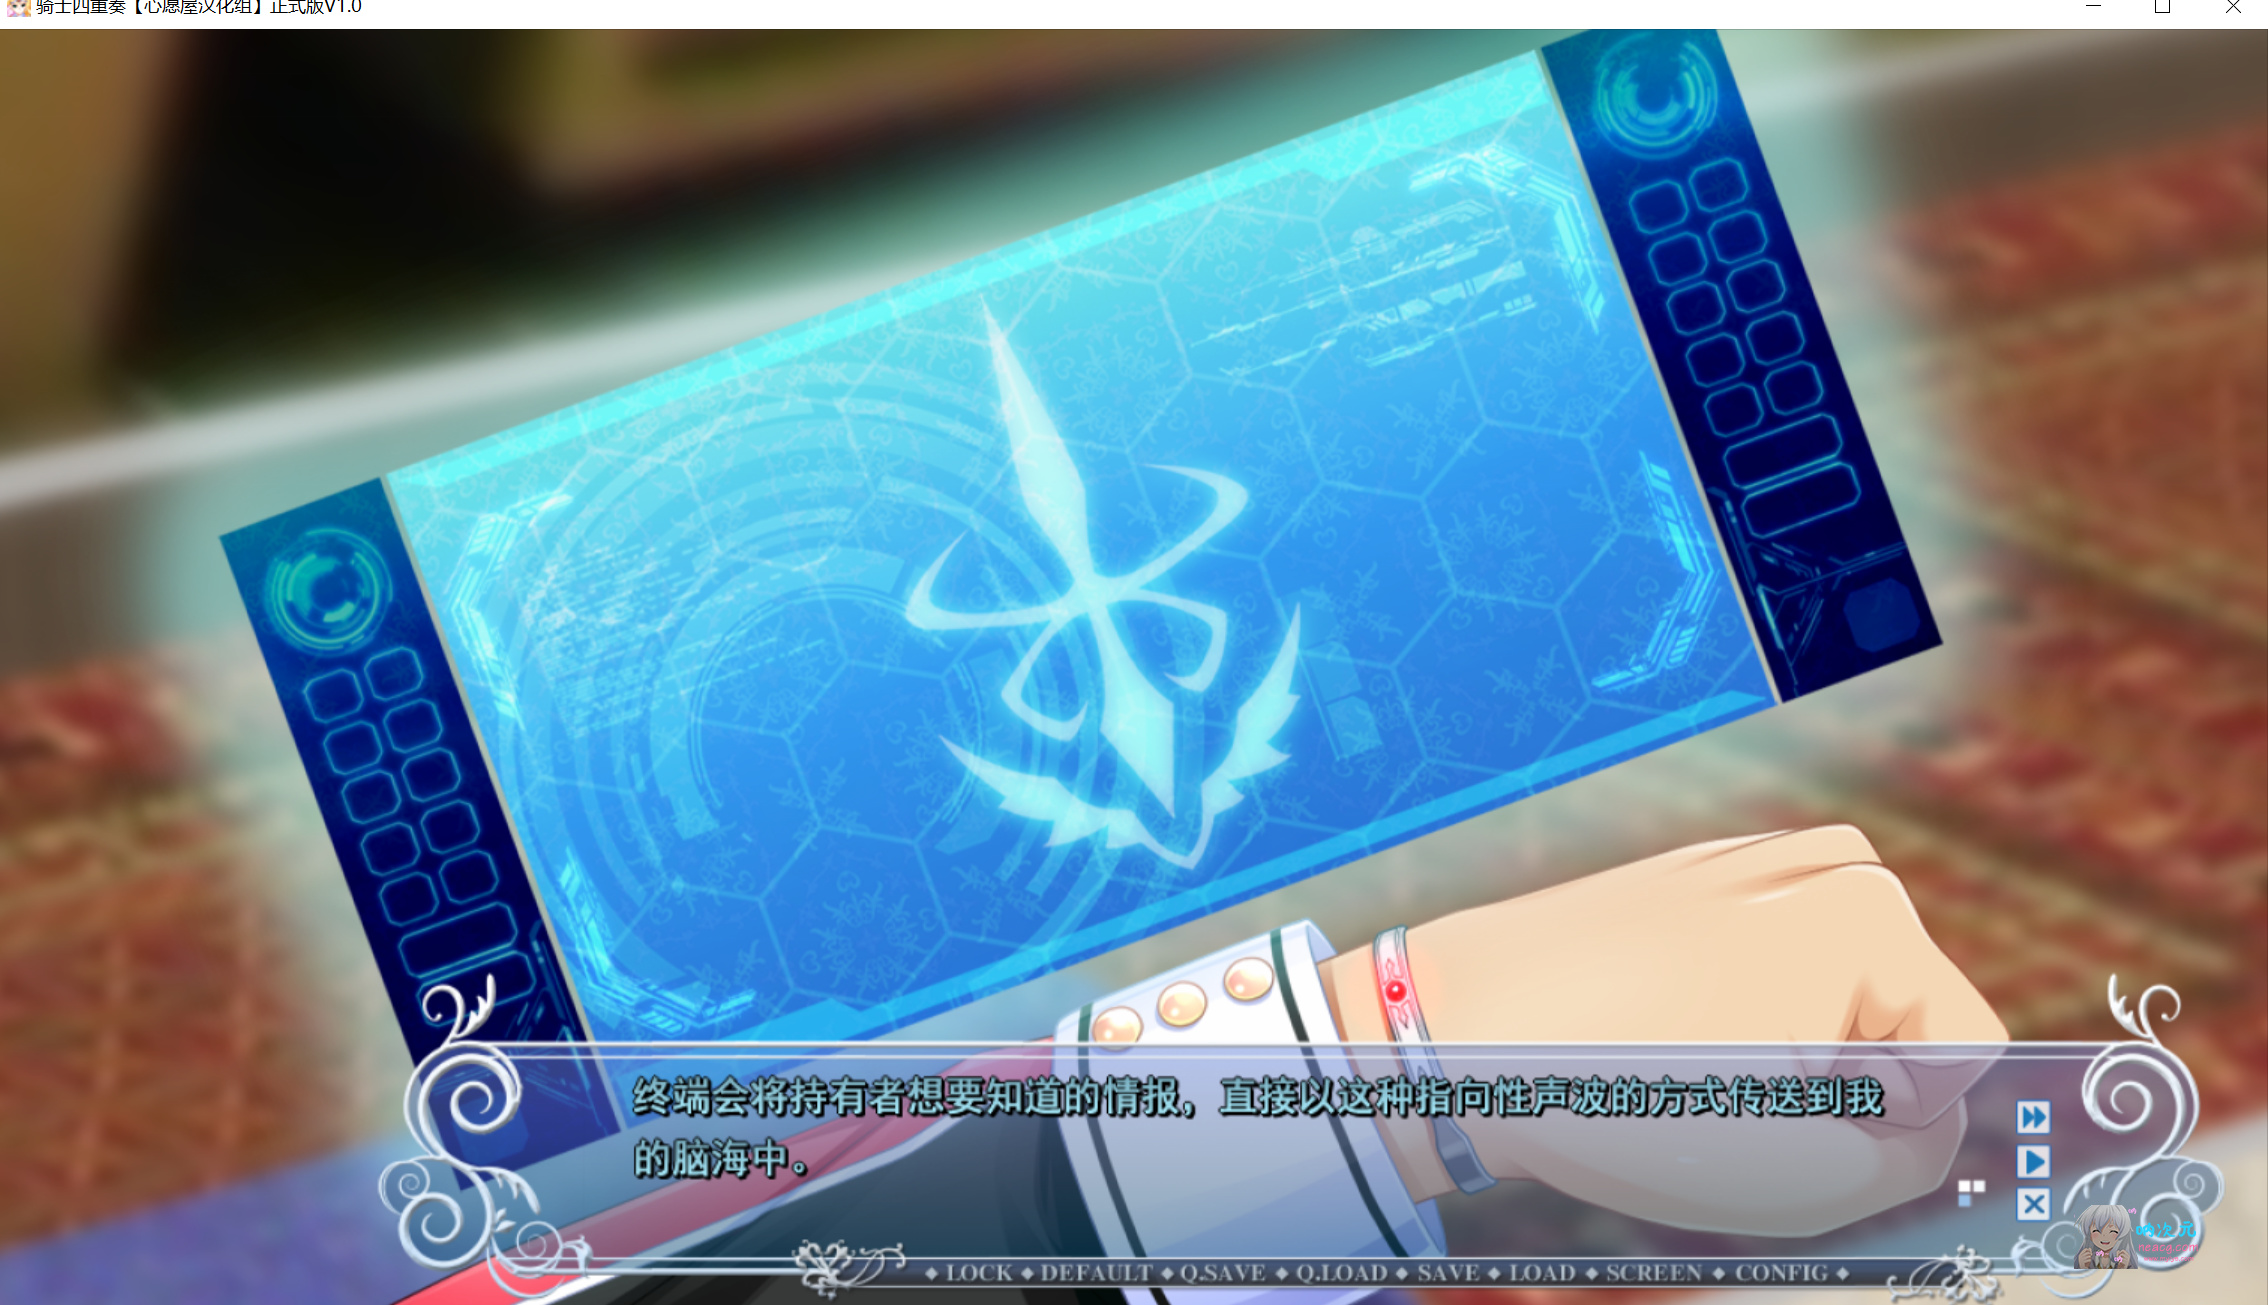 骑士四重奏【心愿屋汉化组】正式版V1.0
终端会将持有者想要知道的情报，直接以这种指向性声波的方式传送到我
的脑海中。
◆ LOCK ◆ DEFAULT ◆ Q.SAVE ◆ Q.LOAD ◆ SAVE ◆ LOAD ◆ SCREEN ◆ CONFIG ◆